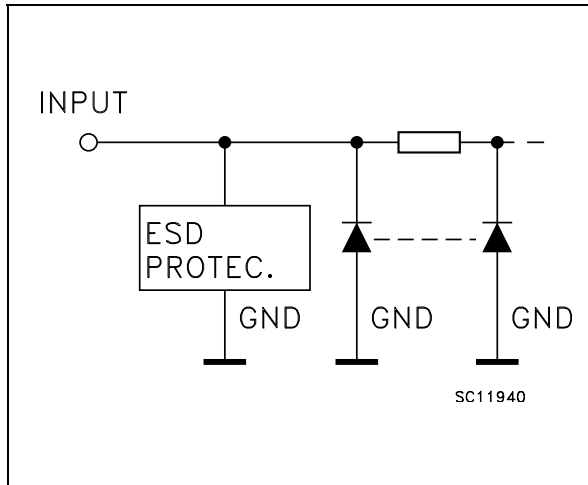 INPUT
ESD
PROTEC.
GND GND GND
SC11940